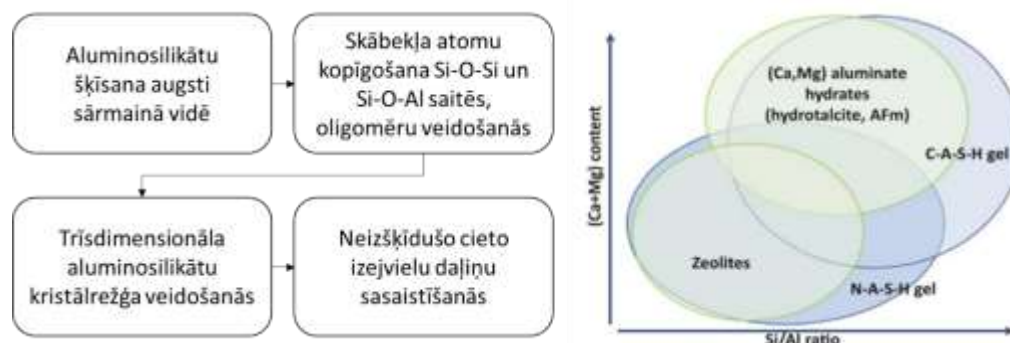 Aluminosilikātu
šķīšana augsti
sārmainā vidē
Skābekļa atomu
kopīgošana Si-O-Si un
Si-O-Al saitēs,
oligomēru veidošanās
Trīsdimensionāla
aluminosilikātu
kristālrežģa veidošanās
Neizšķīdušo cieto
izejvielu daļiņu
sasaistīšanās
(Ca+Mg) content
(Ca,Mg) aluminate
hydrates
(hydrotalcite, AFm)
C-A-S-H gel
Zeolites
N-A-S-H gel
Si/Al ratio